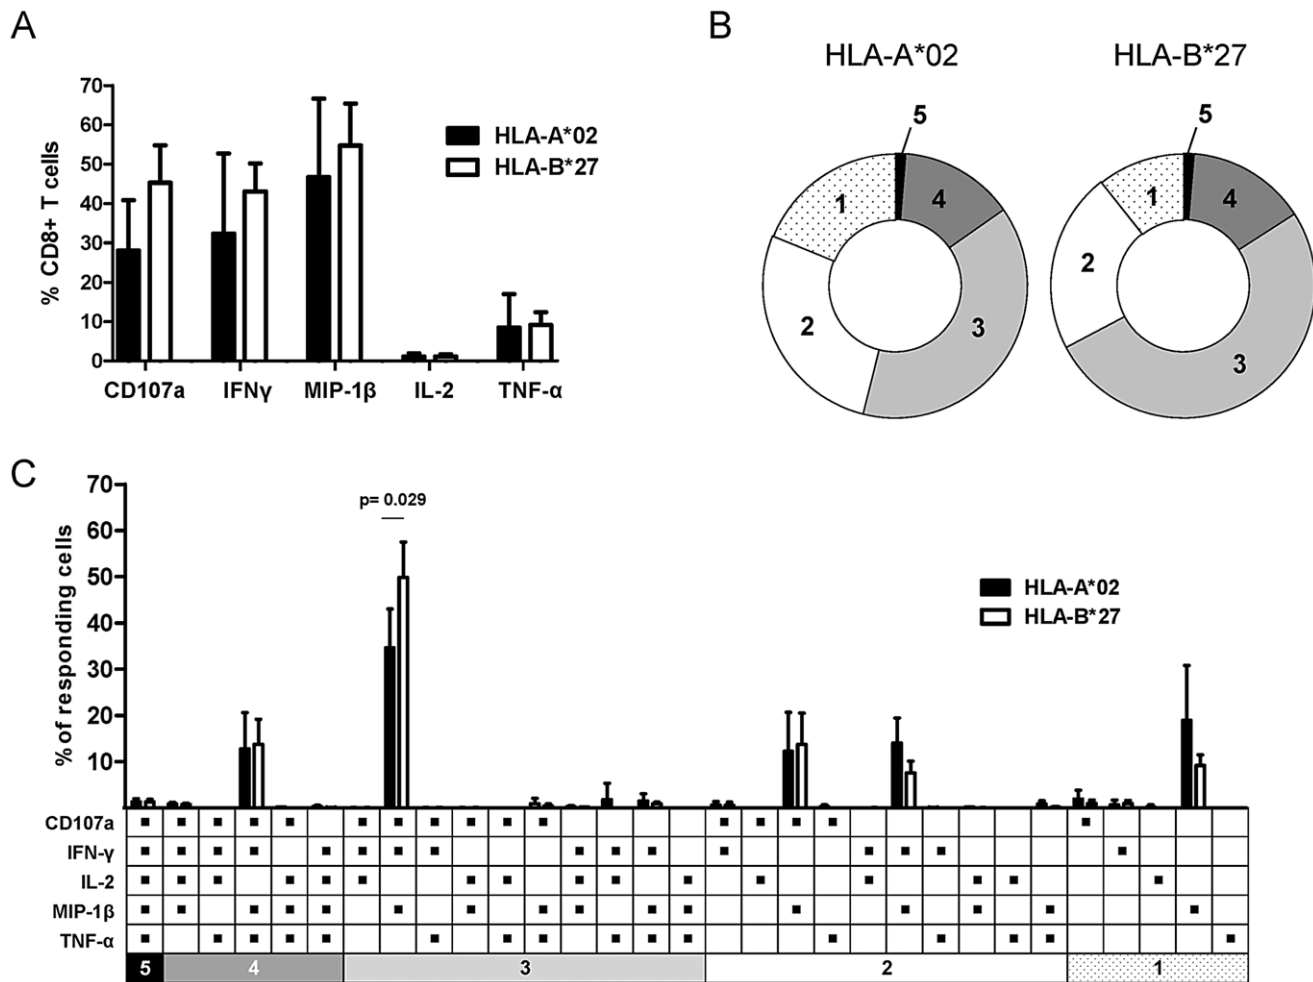 A
70
60
50
40
30
20
10
0
% CD8+ T cells
HLA-A*02
HLA-B*27
CD107a IFNγ MIP-1β IL-2 TNF-α
B
HLA-A*02 HLA-B*27
5 5
1 4 1 4
2 3 2 3
C
70
60
50
40
30
20
10
% of responding cells
p= 0.029
HLA-A*02
HLA-B*27
CD107a
IFN-γ
IL-2
MIP-1β
TNF-α
5 4 3 2 1